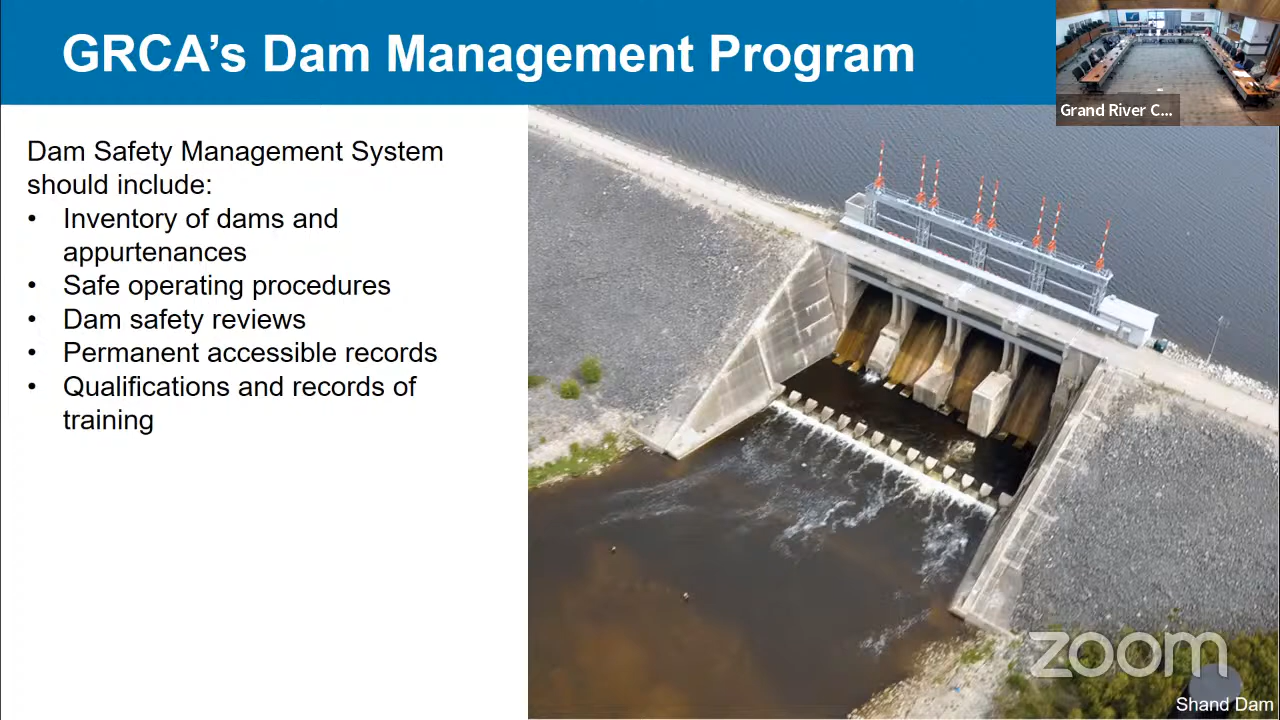 GRCA's Dam Management Program
Grand River C...
Dam Safety Management System
should include:
• Inventory of dams and
appurtenances
• Safe operating procedures
• Dam safety reviews
• Permanent accessible records
• Qualifications and records of
training
zoom
Shand Dam